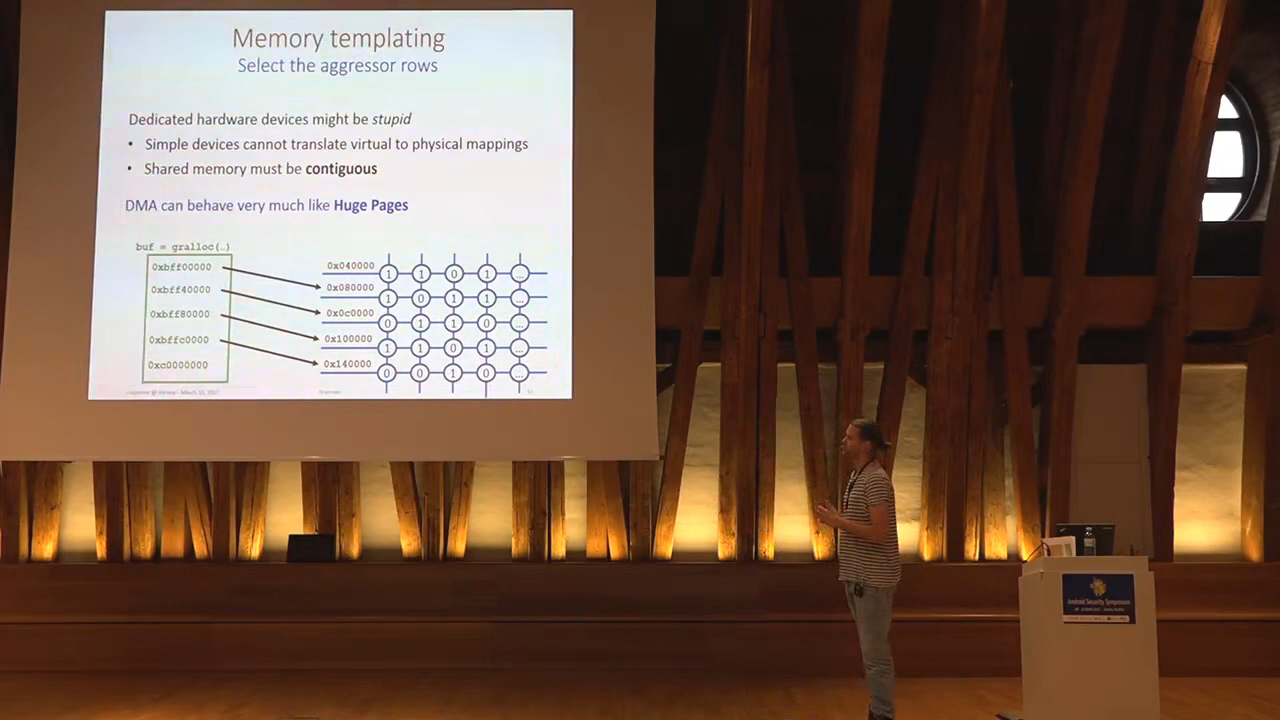 Memory templating
Select the aggressor rows
Dedicated hardware devices might be stupid
• Simple devices cannot translate virtual to physical mappings
• Shared memory must be contiguous
DMA can behave very much like Huge Pages
buf = gralloc(…)
0xbff00000
0xbff40000
0xbff80000
0xbffc0000
0xc0000000
0x040000
0x080000
0x0c0000
0x100000
0x140000
1 1 0 1 ...
1 0 1 1 ...
0 1 1 0 ...
1 1 0 1 ...
0 0 1 0 ...
Android Security Symposium